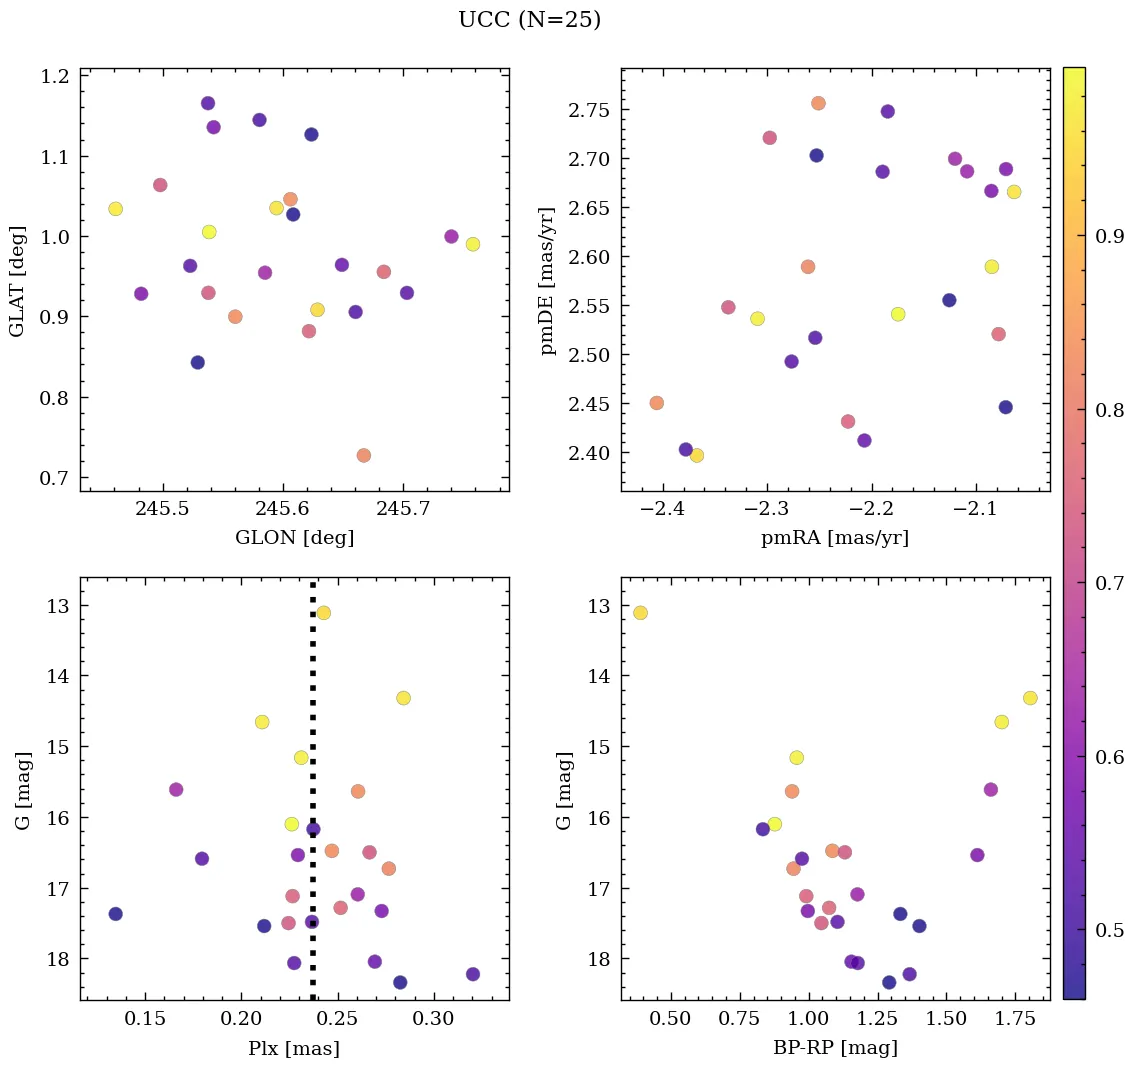 UCC (N=25)
1.2
1.1
1.0
0.9
0.8
0.7
GLAT [deg]
245.5 245.6 245.7
GLON [deg]
2.75
2.70
2.65
2.60
2.55
2.50
2.45
2.40
pmDE [mas/yr]
−2.4 −2.3 −2.2 −2.1
pmRA [mas/yr]
13
14
15
16
17
18
G [mag]
0.15 0.20 0.25 0.30
Plx [mas]
13
14
15
16
17
18
G [mag]
0.50 0.75 1.00 1.25 1.50 1.75
BP-RP [mag]
0.9
0.8
0.7
0.6
0.5